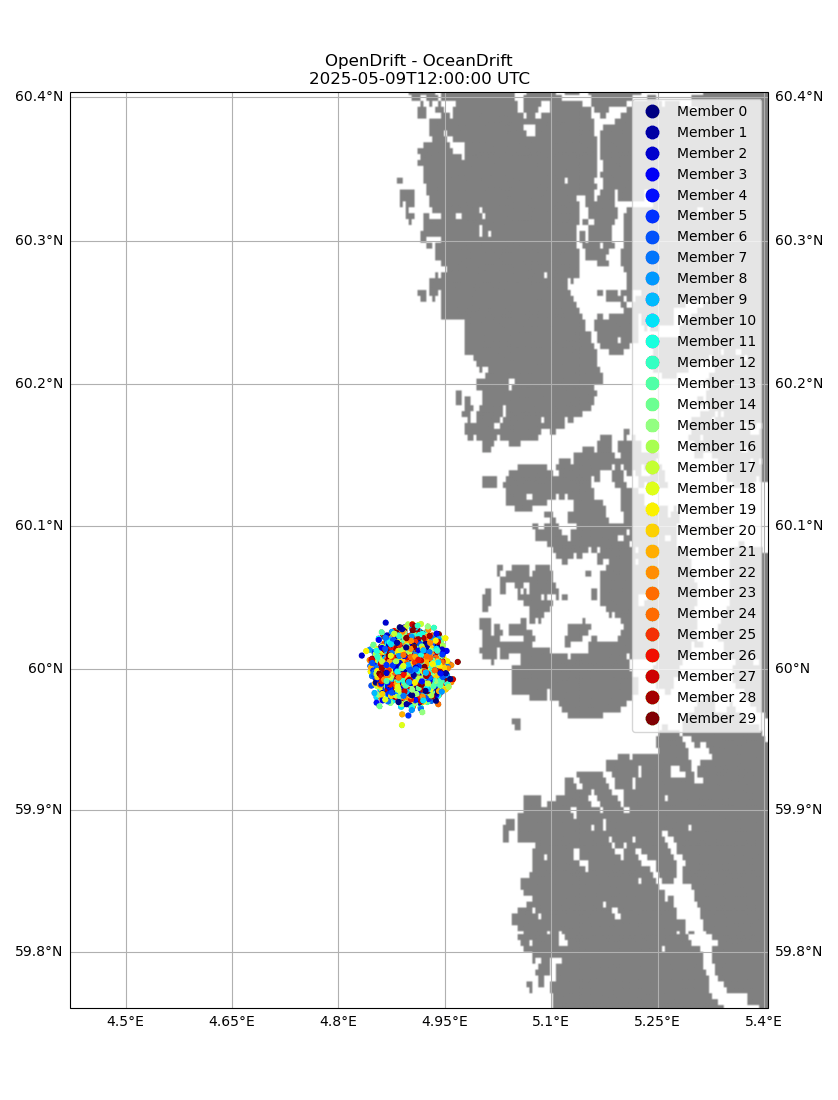 OpenDrift - OceanDrift
2025-05-09T12:00:00 UTC
60.4°N
60.4°N
Member 0
Member 1
Member 2
Member 3
Member 4
Member 5
60.3°N
60.3°N
Member 6
Member 7
Member 8
Member 9
Member 10
Member 11
Member 12
60.2°N
60.2°N
Member 13
Member 14
Member 15
Member 16
Member 17
Member 18
Member 19
60.1°N
60.1°N
Member 20
Member 21
Member 22
Member 23
Member 24
Member 25
Member 26
60°N
60°N
Member 27
Member 28
Member 29
59.9°N
59.9°N
59.8°N
59.8°N
4.5°E
4.65°E
4.8°E
4.95°E
5.1°E
5.25°E
5.4°E